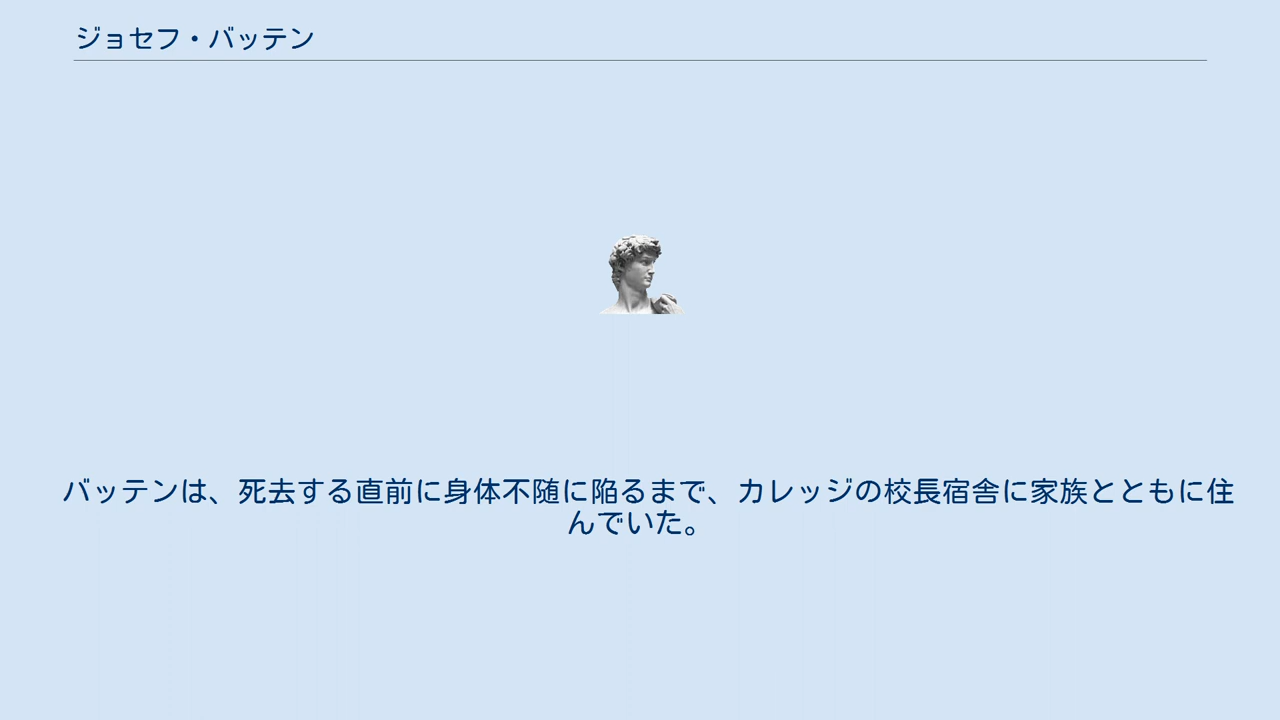 ジョセフ・バッテン
バッテンは、死去する直前に身体不随に陥るまで、カレッジの校長宿舎に家族とともに住
んでいた。